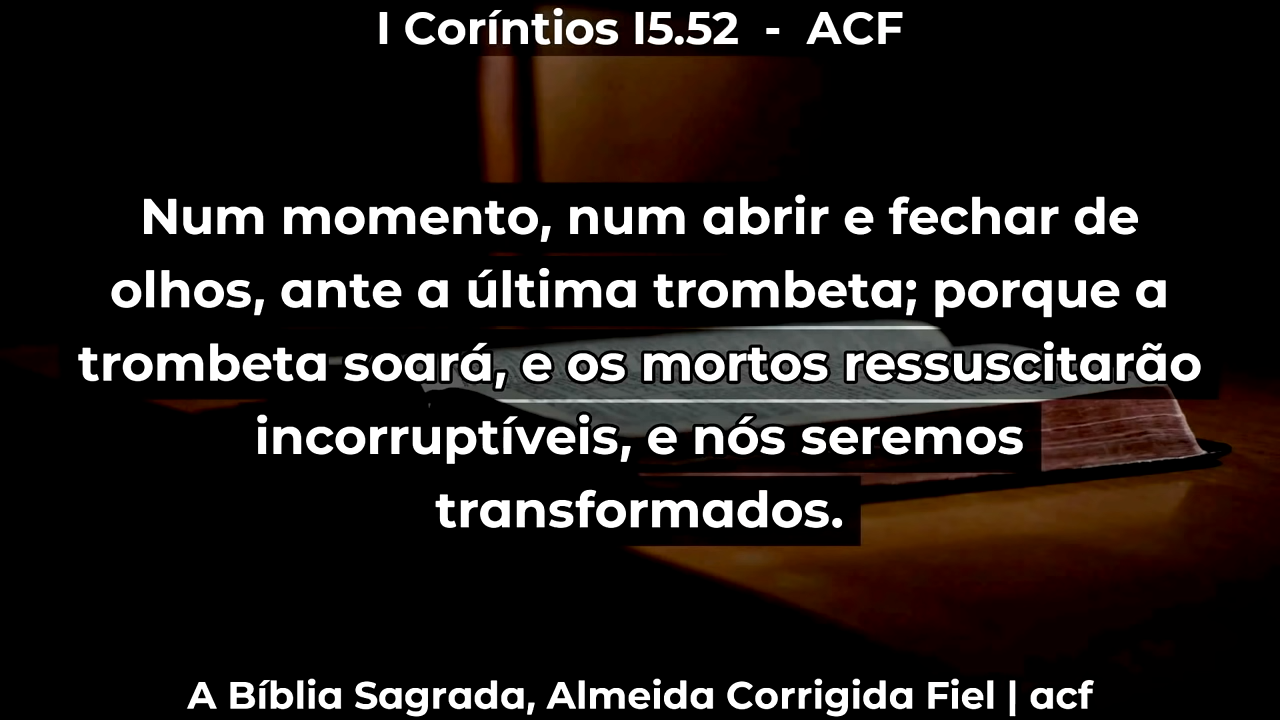 I Coríntios I5.52 - ACF
Num momento, num abrir e fechar de
olhos, ante a última trombeta; porque a
trombeta soará, e os mortos ressuscitarão
incorruptíveis, e nós seremos
transformados.
A Bíblia Sagrada, Almeida Corrigida Fiel | acf